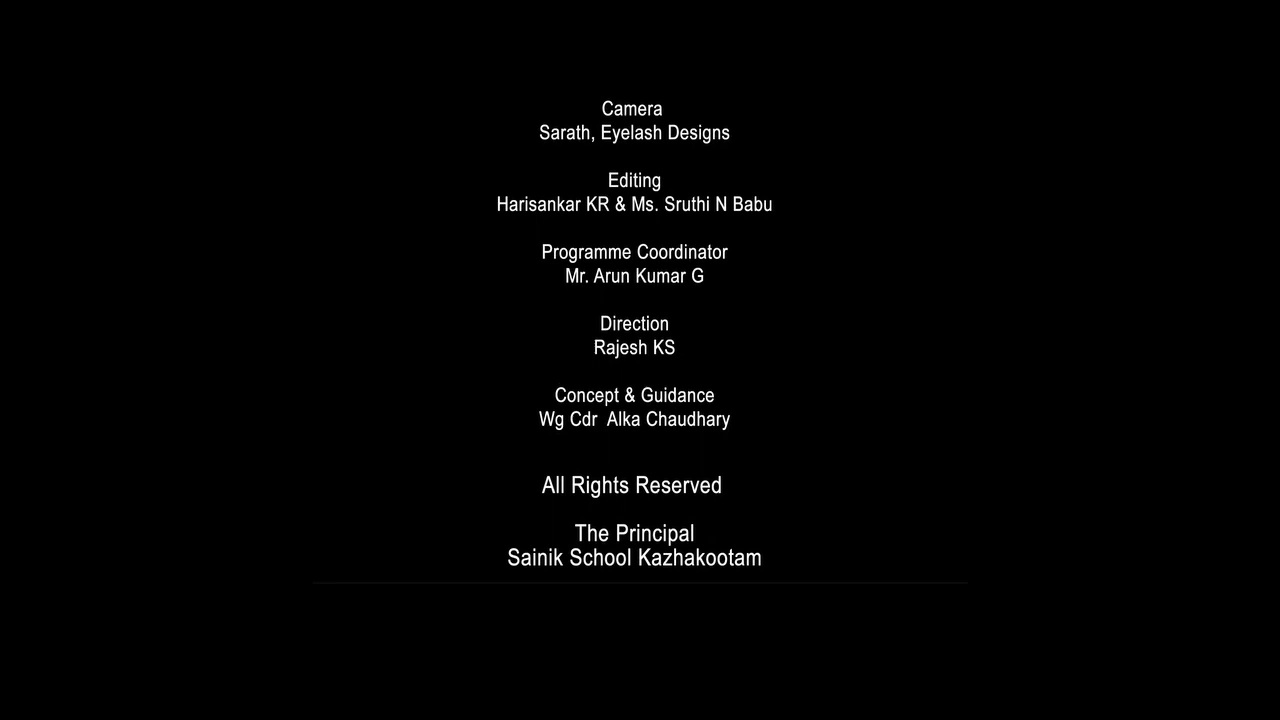 Camera
Sarath, Eyelash Designs
Editing
Harisankar KR & Ms. Sruthi N Babu
Programme Coordinator
Mr. Arun Kumar G
Direction
Rajesh KS
Concept & Guidance
Wg Cdr  Alka Chaudhary
All Rights Reserved
The Principal
Sainik School Kazhakootam